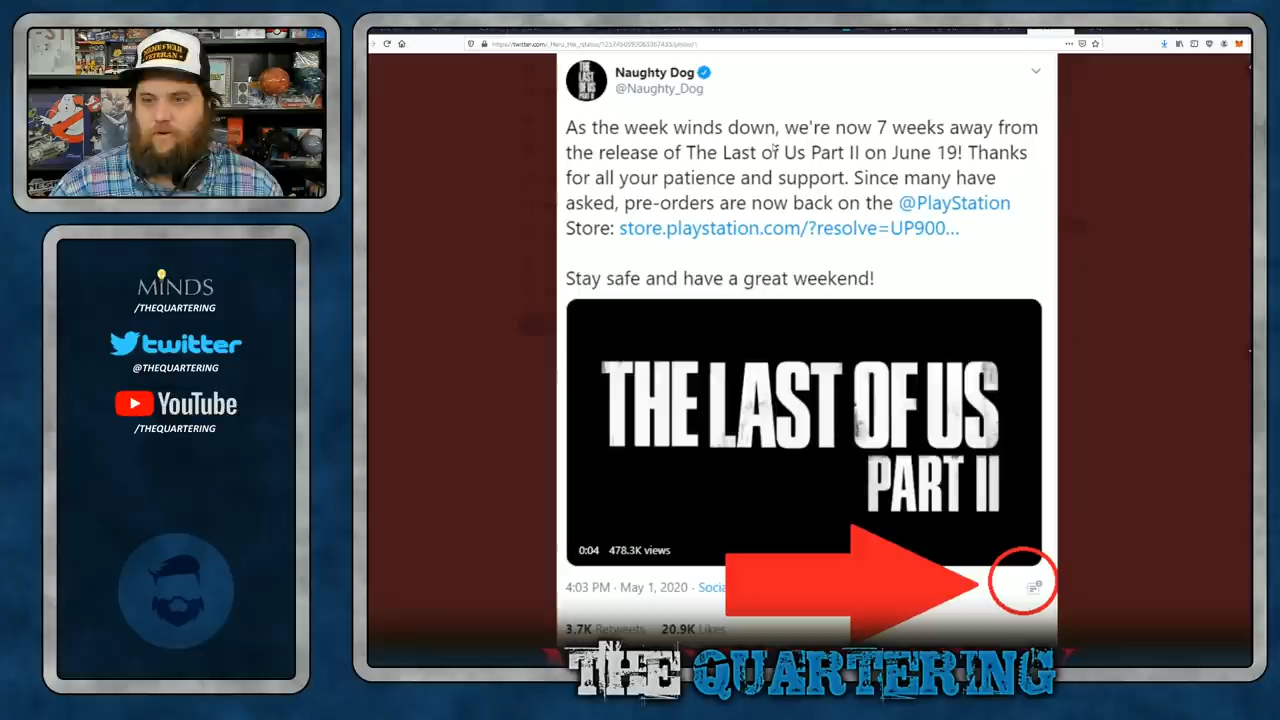 MINDS
/THEQUARTERING
twitter
@THEQUARTERING
YouTube
/THEQUARTERING
Naughty Dog
@Naughty_Dog
As the week winds down, we're now 7 weeks away from
the release of The Last of Us Part II on June 19! Thanks
for all your patience and support. Since many have
asked, pre-orders are now back on the @PlayStation
Store: store.playstation.com/?resolve=UP900...
Stay safe and have a great weekend!
THE LAST OF US
PART II
0:04 478.3K views
4:03 PM · May 1, 2020 · Socia
3.7K Retweets 20.9K Likes
THE QUARTERING